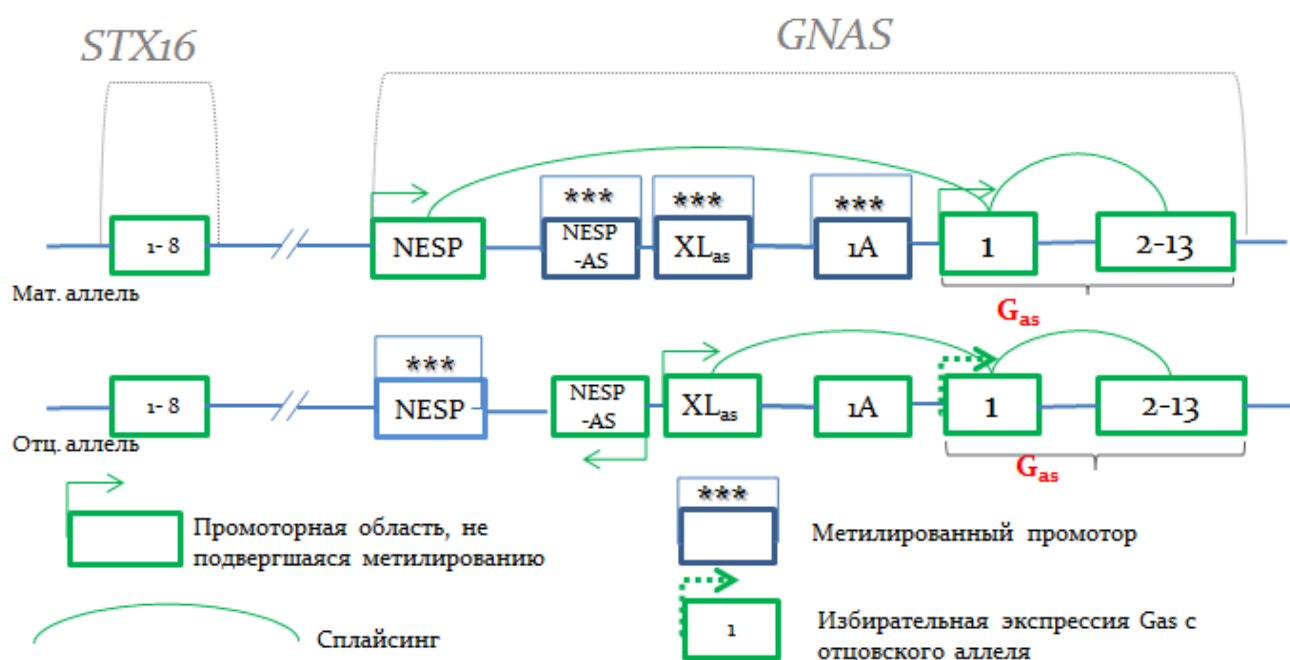 STX16
GNAS
*** *** ***
1- 8 NESP NESP -AS XLas 1A 1 2-13
Мат. аллель
Gas
***
1- 8 NESP NESP -AS XLas 1A 1 2-13
Отц. аллель
Gas
***
Промоторная область, не
подвергшаяся метилированию
Метилированный промотор
Сплайсинг
1
Избирательная экспрессия Gas с
отцовского аллеля